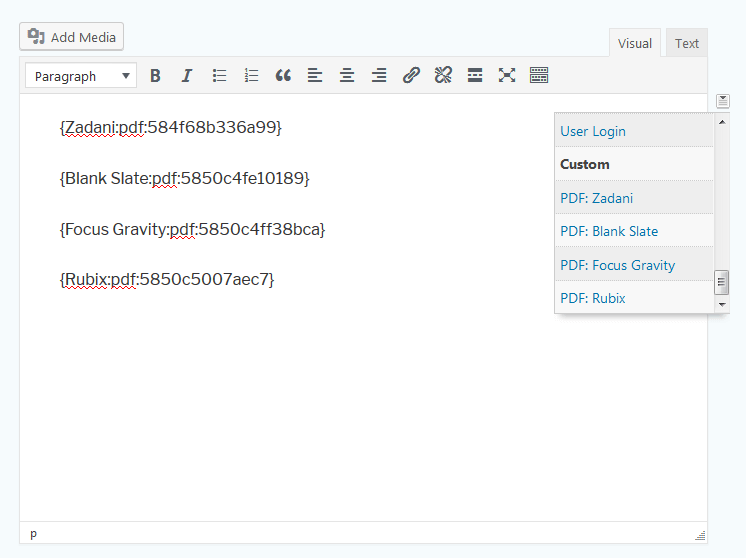 Add Media
Visual
Text
Paragraph
{Zadani:pdf:584f68b336a99}
{Blank Slate:pdf:5850c4fe10189}
{Focus Gravity:pdf:5850c4ff38bca}
{Rubix:pdf:5850c5007aec7}
User Login
Custom
PDF: Zadani
PDF: Blank Slate
PDF: Focus Gravity
PDF: Rubix
p